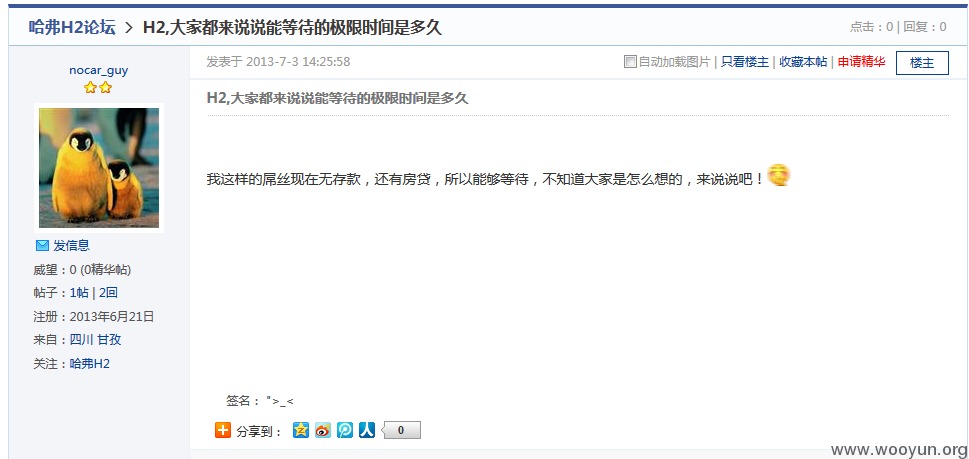 哈弗H2论坛 > H2,大家都来说说能等待的极限时间是多久 点击：0 | 回复：0
nocar_guy
发表于 2013-7-3 14:25:58 自动加载图片 | 只看楼主 | 收藏本帖 | 申请精华 楼主
H2,大家都来说说能等待的极限时间是多久
我这样的屌丝现在无存款，还有房贷，所以能够等待，不知道大家是怎么想的，来说说吧！
发信息
威望：0 (0精华帖)
帖子：1帖 | 2回
注册：2013年6月21日
来自：四川 甘孜
关注：哈弗H2
签名： ">_<
分享到： 0
www.wooyun.org